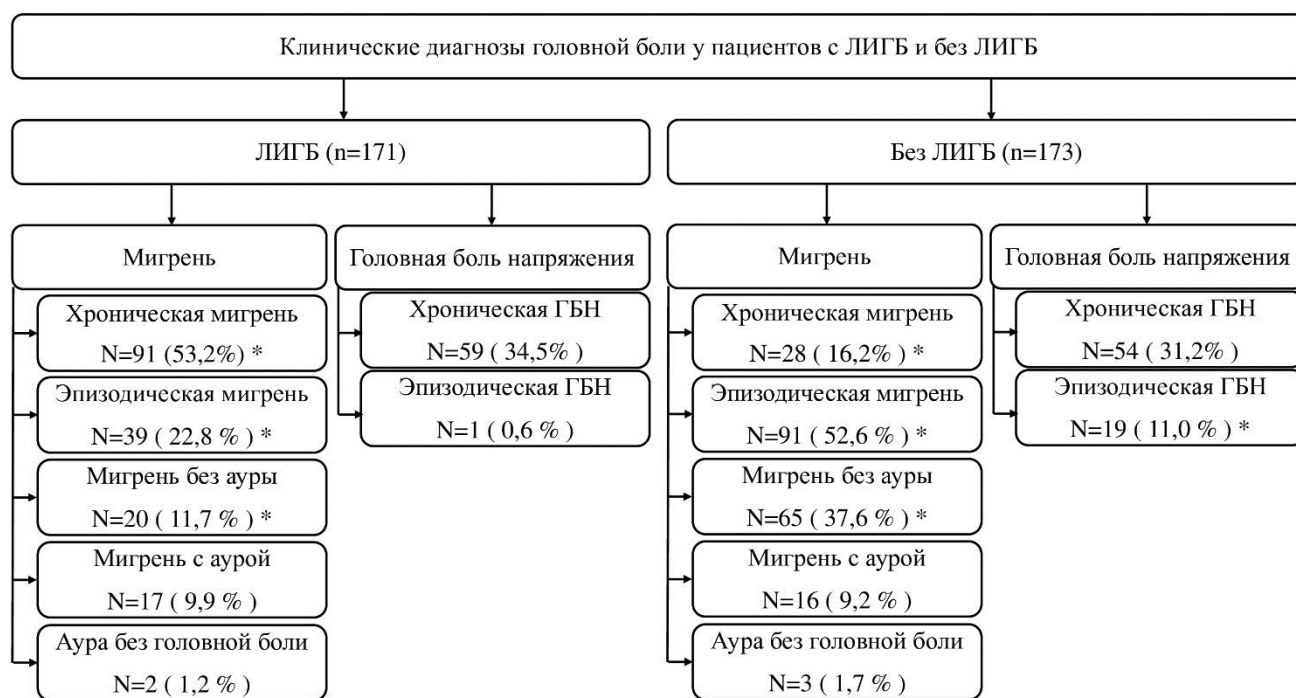 Клинические диагнозы головной боли у пациентов с ЛИГБ и без ЛИГБ
ЛИГБ (n=171)
Без ЛИГБ (n=173)
Мигрень
Головная боль напряжения
Мигрень
Головная боль напряжения
Хроническая мигрень
N=91 (53,2%) *
Эпизодическая мигрень
N=39 ( 22,8 % ) *
Мигрень без ауры
N=20 ( 11,7 % ) *
Мигрень с аурой
N=17 ( 9,9 % )
Аура без головной боли
N=2 ( 1,2 % )
Хроническая ГБН
N=59 ( 34,5% )
Эпизодическая ГБН
N=1 ( 0,6 % )
Хроническая мигрень
N=28 ( 16,2% ) *
Эпизодическая мигрень
N=91 ( 52,6 % ) *
Мигрень без ауры
N=65 ( 37,6 % ) *
Мигрень с аурой
N=16 ( 9,2 % )
Аура без головной боли
N=3 ( 1,7 % )
Хроническая ГБН
N=54 ( 31,2% )
Эпизодическая ГБН
N=19 ( 11,0 % ) *